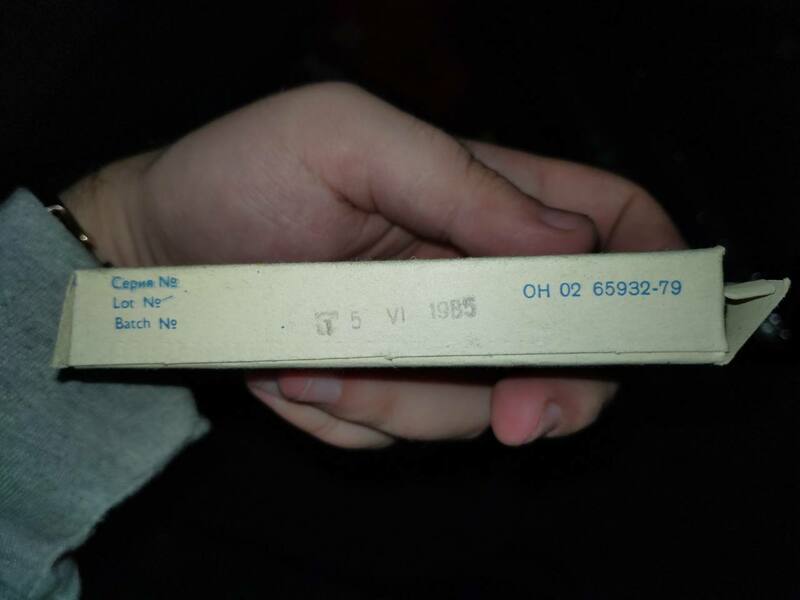 Серия №
Lot №
Batch №
5 VI 1985
ОН 02 65932-79